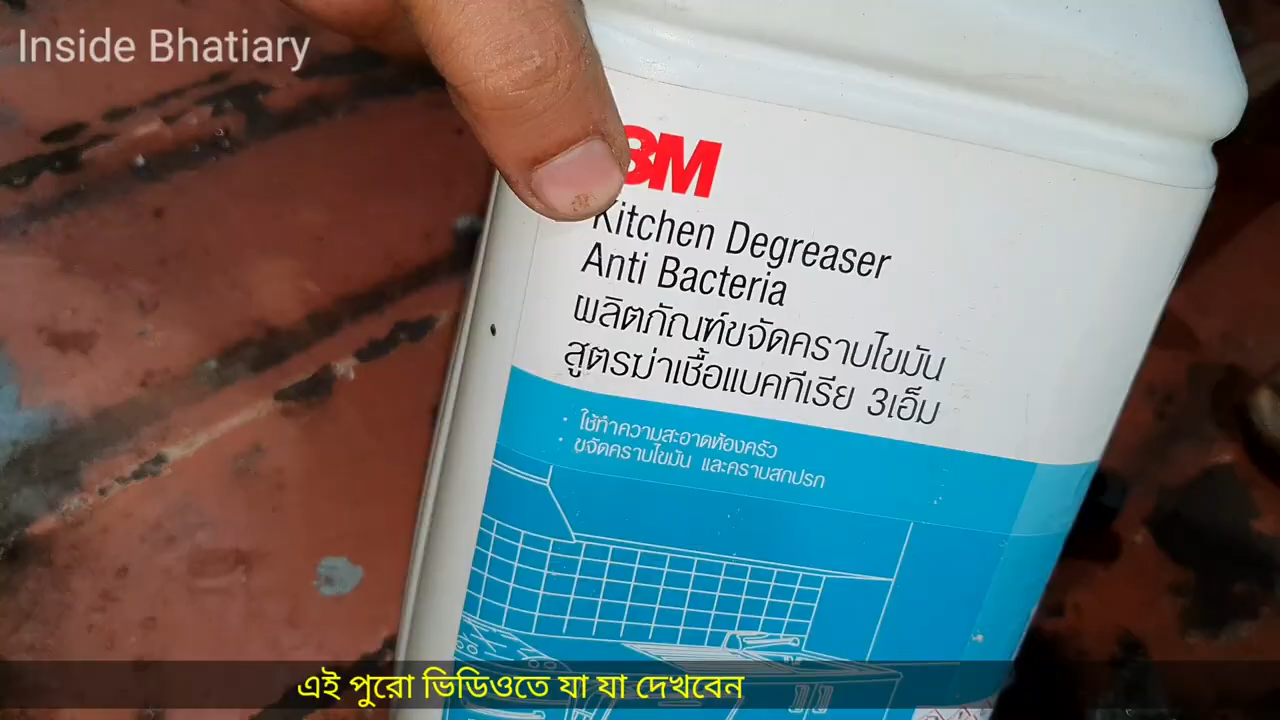 Inside Bhatiary
3M
Kitchen Degreaser
Anti Bacteria
ผลิตภัณฑ์ขจัดคราบไขมัน
สูตรฆ่าเชื้อแบคทีเรีย 3เอ็ม
· ใช้ทำความสะอาดห้องครัว
· ขจัดคราบไขมัน และคราบสกปรก
এই পুরো ভিডিওতে যা যা দেখবেন